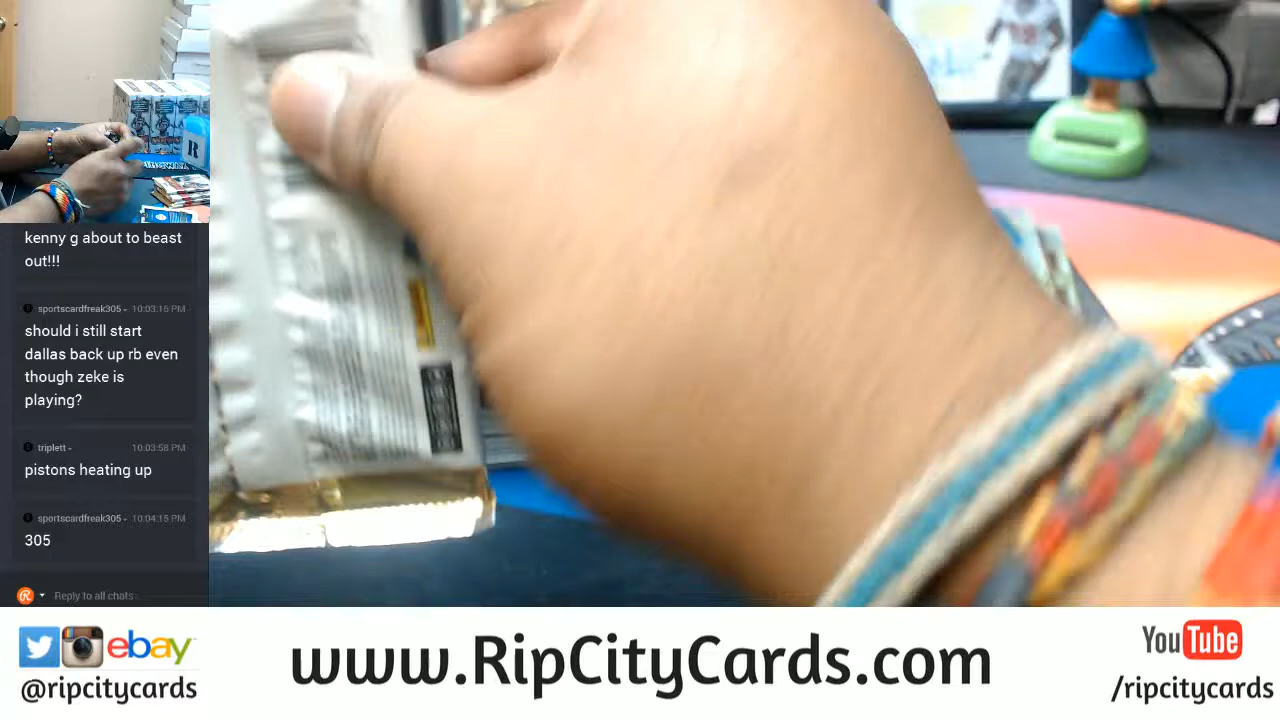 kenny g about to beast
out!!!
sportscardfreak305 - 10:03:16 PM
should i still start
dallas back up rb even
though zeke is
playing?
triplett - 10:03:58 PM
pistons heating up
sportscardfreak305 - 10:04:15 PM
305
Reply to all chats
ebay
@ripcitycards
www.RipCityCards.com
YouTube
/ripcitycards